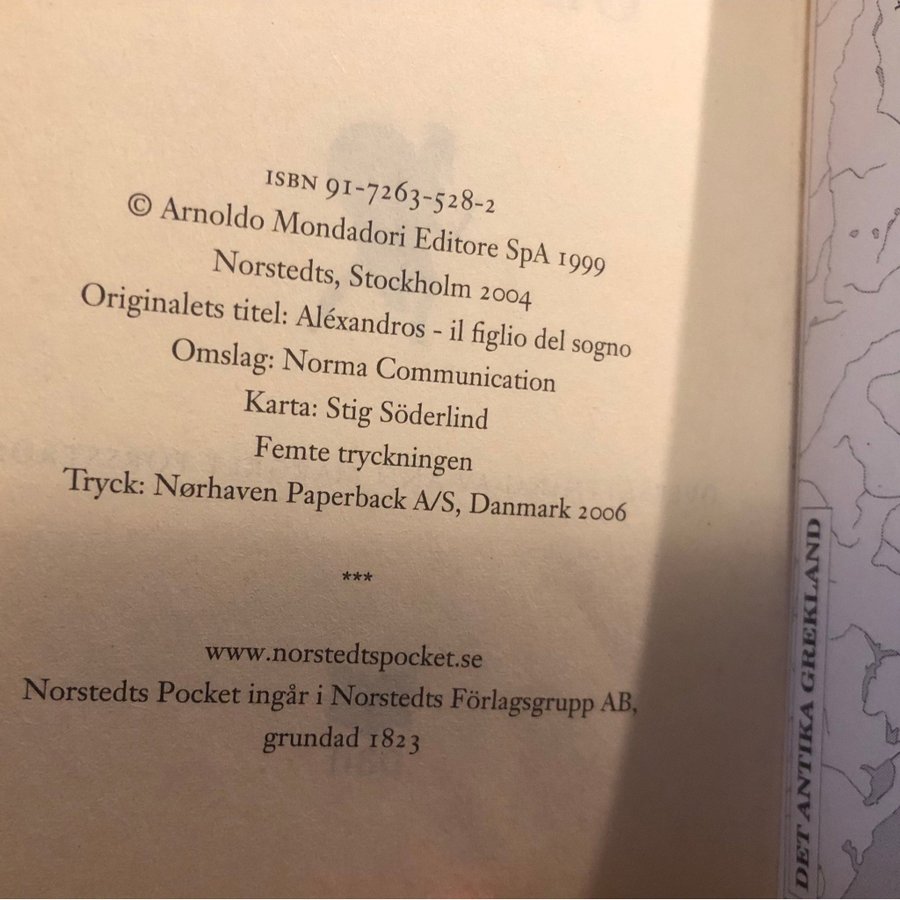 ISBN 91-7263-528-2
© Arnoldo Mondadori Editore SpA 1999
Norstedts, Stockholm 2004
Originalets titel: Aléxandros - il figlio del sogno
Omslag: Norma Communication
Karta: Stig Söderlind
Femte tryckningen
Tryck: Nørhaven Paperback A/S, Danmark 2006
***
www.norstedtspocket.se
Norstedts Pocket ingår i Norstedts Förlagsgrupp AB,
grundad 1823
DET ANTIKA GREKLAND